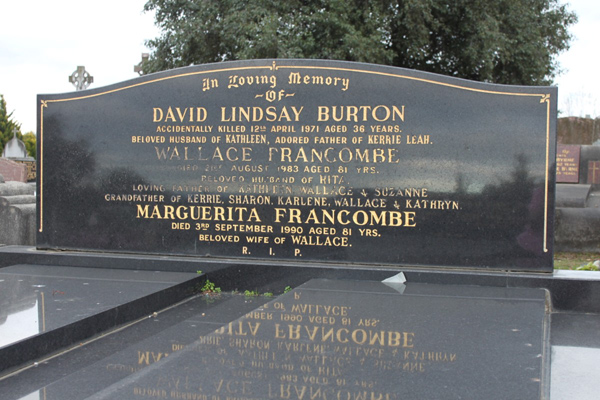 In Loving Memory
~Of~
DAVID LINDSAY BURTON
ACCIDENTALLY KILLED 12TH APRIL 1971 AGED 36 YEARS.
BELOVED HUSBAND OF KATHLEEN, ADORED FATHER OF KERRIE LEAH.
WALLACE FRANCOMBE
DIED 21ST AUGUST 1983 AGED 81 YRS.
BELOVED HUSBAND OF RITA.
LOVING FATHER OF KATHLEEN, WALLACE & SUZANNE
GRANDFATHER OF KERRIE, SHARON, KARLENE, WALLACE & KATHRYN.
MARGUERITA FRANCOMBE
DIED 3RD SEPTEMBER 1990 AGED 81 YRS.
BELOVED WIFE OF WALLACE.
R. I. P.